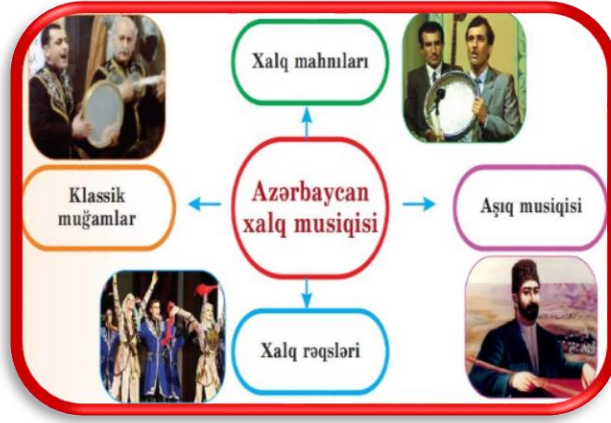 Xalq mahnıları
Klassik
muğamlar
Azərbaycan
xalq musiqisi
Aşıq musiqisi
Xalq rəqsləri